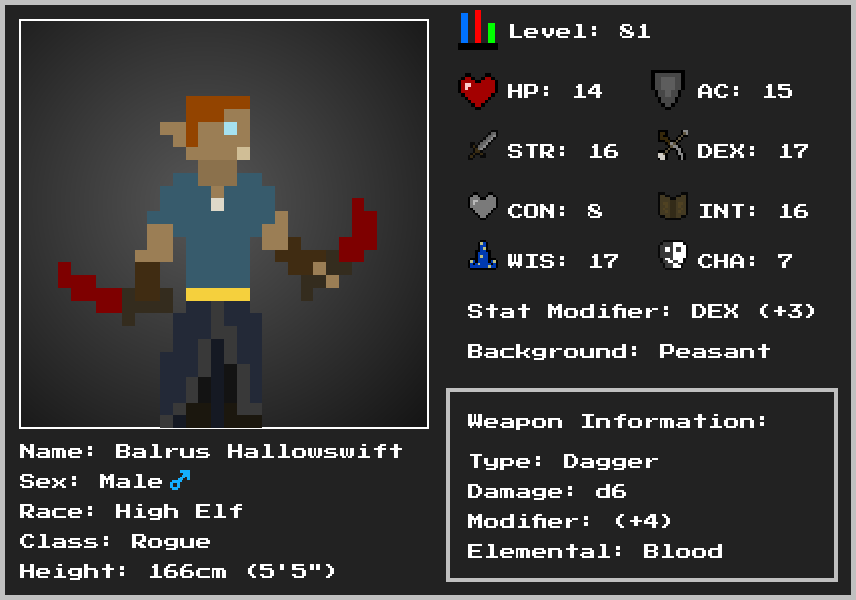 Level: 81
HP: 14 AC: 15
STR: 16 DEX: 17
CON: 8 INT: 16
WIS: 17 CHA: 7
Stat Modifier: DEX (+3)
Background: Peasant
Weapon Information:
Type: Dagger
Damage: d6
Modifier: (+4)
Elemental: Blood
Name: Balrus Hallowswift
Sex: Male ♂
Race: High Elf
Class: Rogue
Height: 166cm (5'5")